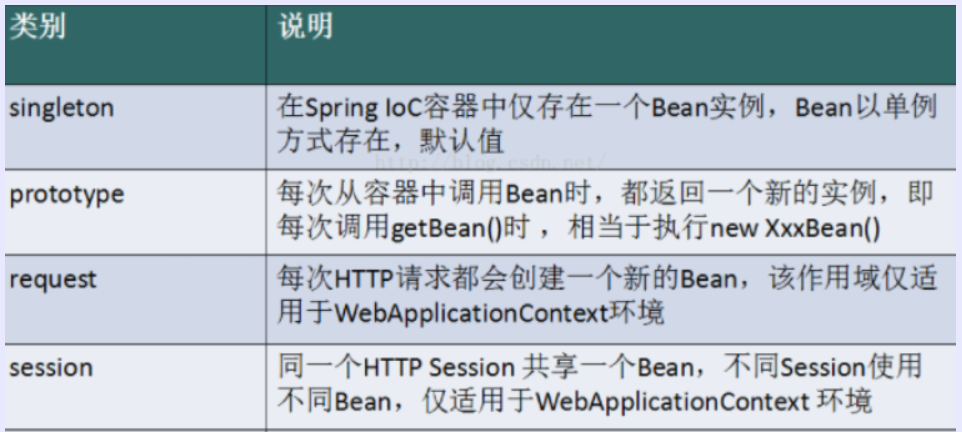 类别
说明
singleton
在Spring IoC容器中仅存在一个Bean实例，Bean以单例
方式存在，默认值
http://blog.csdn.net/
prototype
每次从容器中调用Bean时，都返回一个新的实例，即
每次调用getBean()时 ，相当于执行new XxxBean()
request
每次HTTP请求都会创建一个新的Bean，该作用域仅适
用于WebApplicationContext环境
session
同一个HTTP Session 共享一个Bean，不同Session使用
不同Bean，仅适用于WebApplicationContext 环境